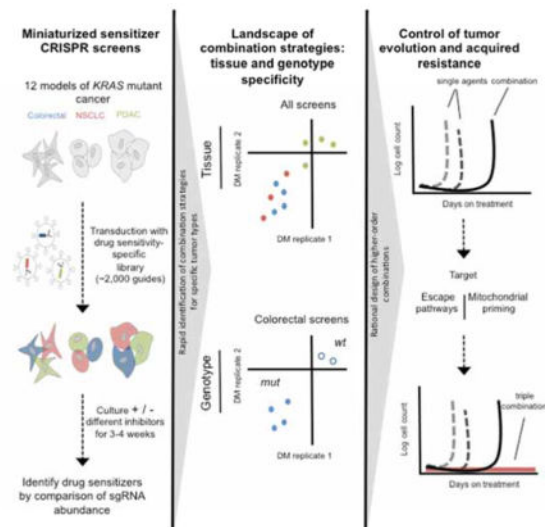 Miniaturized sensitizer
CRISPR screens
12 models of KRAS mutant
cancer
Colorectal NSCLC PDAC
Transduction with
drug sensitivity-
specific
library
(~2,000 guides)
Culture + / -
different inhibitors
for 3-4 weeks
Identify drug sensitizers
by comparison of sgRNA
abundance
Rapid identification of combination strategies
for specific tumor types
Landscape of
combination strategies:
tissue and genotype
specificity
All screens
Tissue
DM replicate 2
DM replicate 1
Colorectal screens
Genotype
DM replicate 2
wt
mut
DM replicate 1
Rational design of higher-order
combinations
Control of tumor
evolution and acquired
resistance
single agents combination
Log cell count
Days on treatment
Target
Escape
pathways
Mitochondrial
priming
triple
combination
Log cell count
Days on treatment